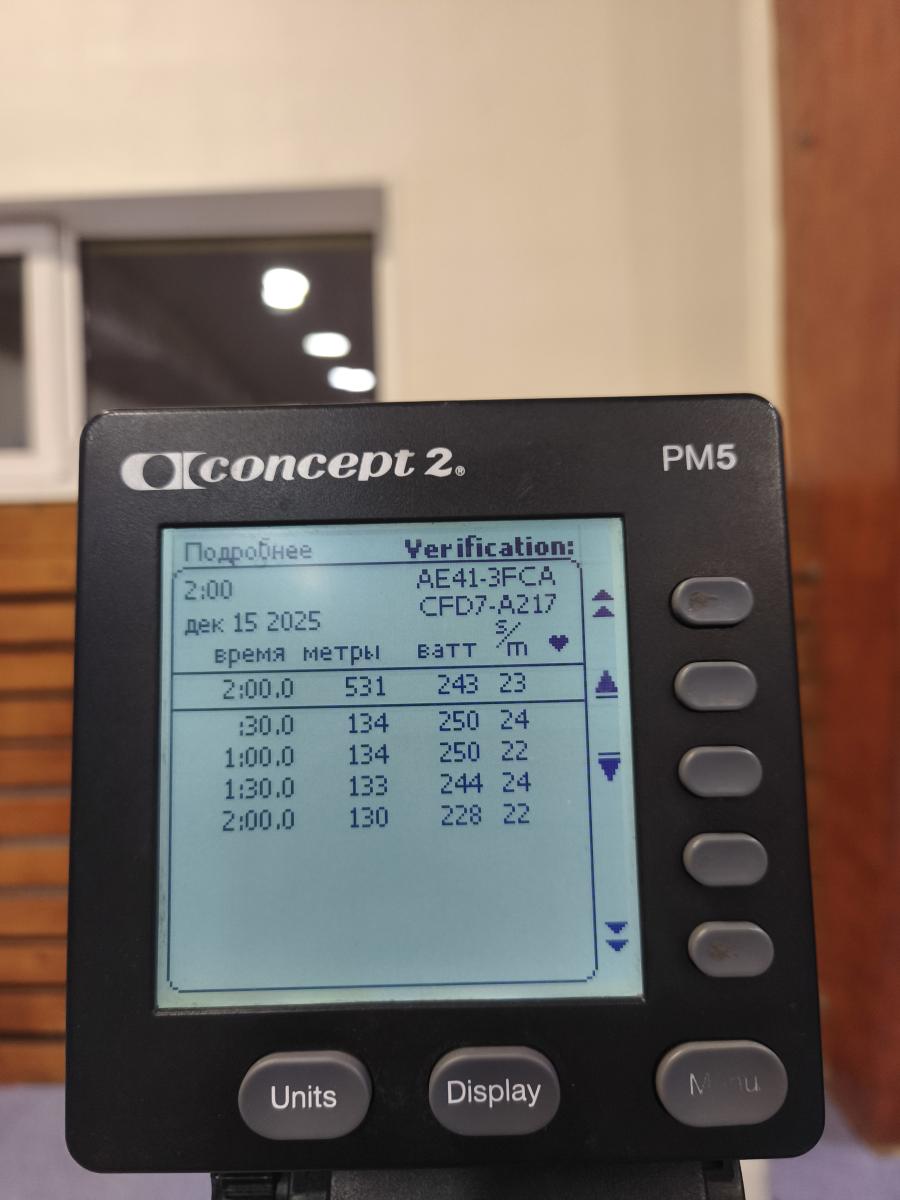 concept 2®
PM5
Подробнее Verification:
2:00 AE41-3FCA
дек 15 2025 CFD7-A217
время метры ватт s/m ♥
2:00.0 531 243 23
:30.0 134 250 24
1:00.0 134 250 22
1:30.0 133 244 24
2:00.0 130 228 22
Units
Display
Menu